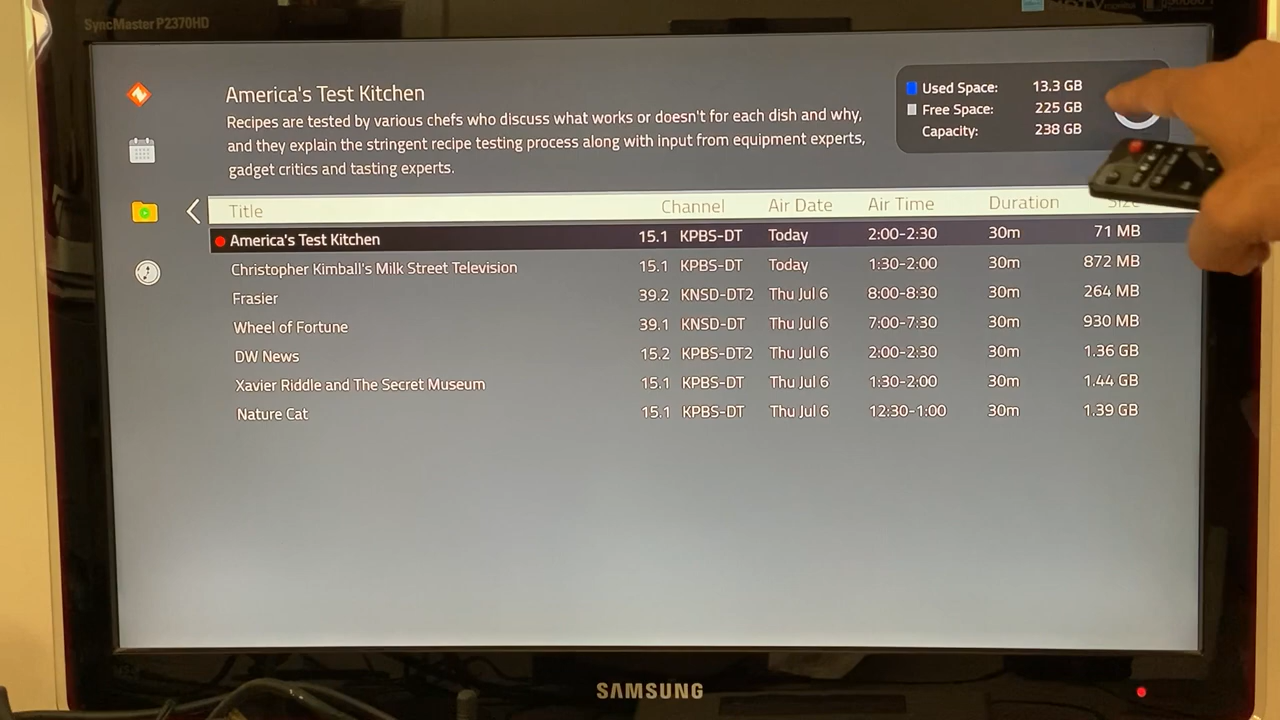 SyncMaster P2370HD
America's Test Kitchen
Recipes are tested by various chefs who discuss what works or doesn't for each dish and why,
and they explain the stringent recipe testing process along with input from equipment experts,
gadget critics and tasting experts.
Used Space: 13.3 GB
Free Space: 225 GB
Capacity: 238 GB
Title Channel Air Date Air Time Duration Size
America's Test Kitchen 15.1 KPBS-DT Today 2:00-2:30 30m 71 MB
Christopher Kimball's Milk Street Television 15.1 KPBS-DT Today 1:30-2:00 30m 872 MB
Frasier 39.2 KNSD-DT2 Thu Jul 6 8:00-8:30 30m 264 MB
Wheel of Fortune 39.1 KNSD-DT Thu Jul 6 7:00-7:30 30m 930 MB
DW News 15.2 KPBS-DT2 Thu Jul 6 2:00-2:30 30m 1.36 GB
Xavier Riddle and The Secret Museum 15.1 KPBS-DT Thu Jul 6 1:30-2:00 30m 1.44 GB
Nature Cat 15.1 KPBS-DT Thu Jul 6 12:30-1:00 30m 1.39 GB
SAMSUNG